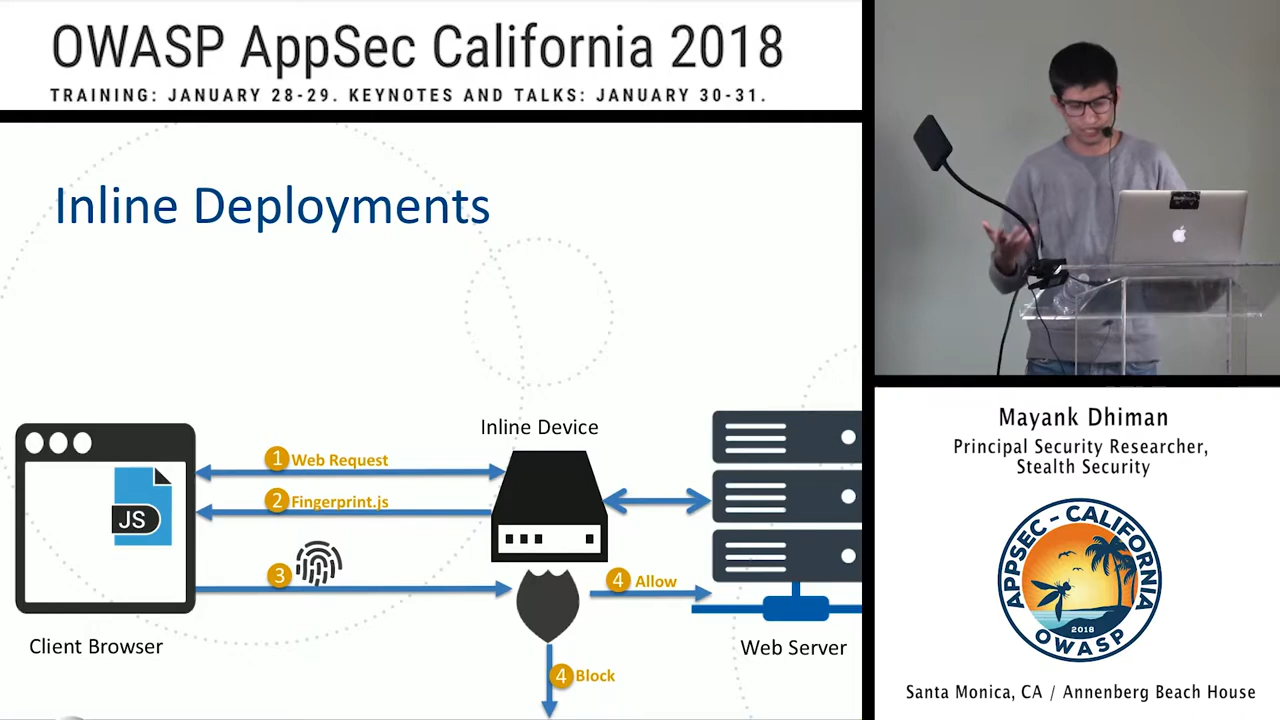 OWASP AppSec California 2018
TRAINING: JANUARY 28-29. KEYNOTES AND TALKS: JANUARY 30-31.
Inline Deployments
Inline Device
1 Web Request
2 Fingerprint.js
JS
3
4 Allow
4 Block
Client Browser
Web Server
Mayank Dhiman
Principal Security Researcher,
Stealth Security
APPSEC - CALIFORNIA
2018
OWASP
Santa Monica, CA / Annenberg Beach House